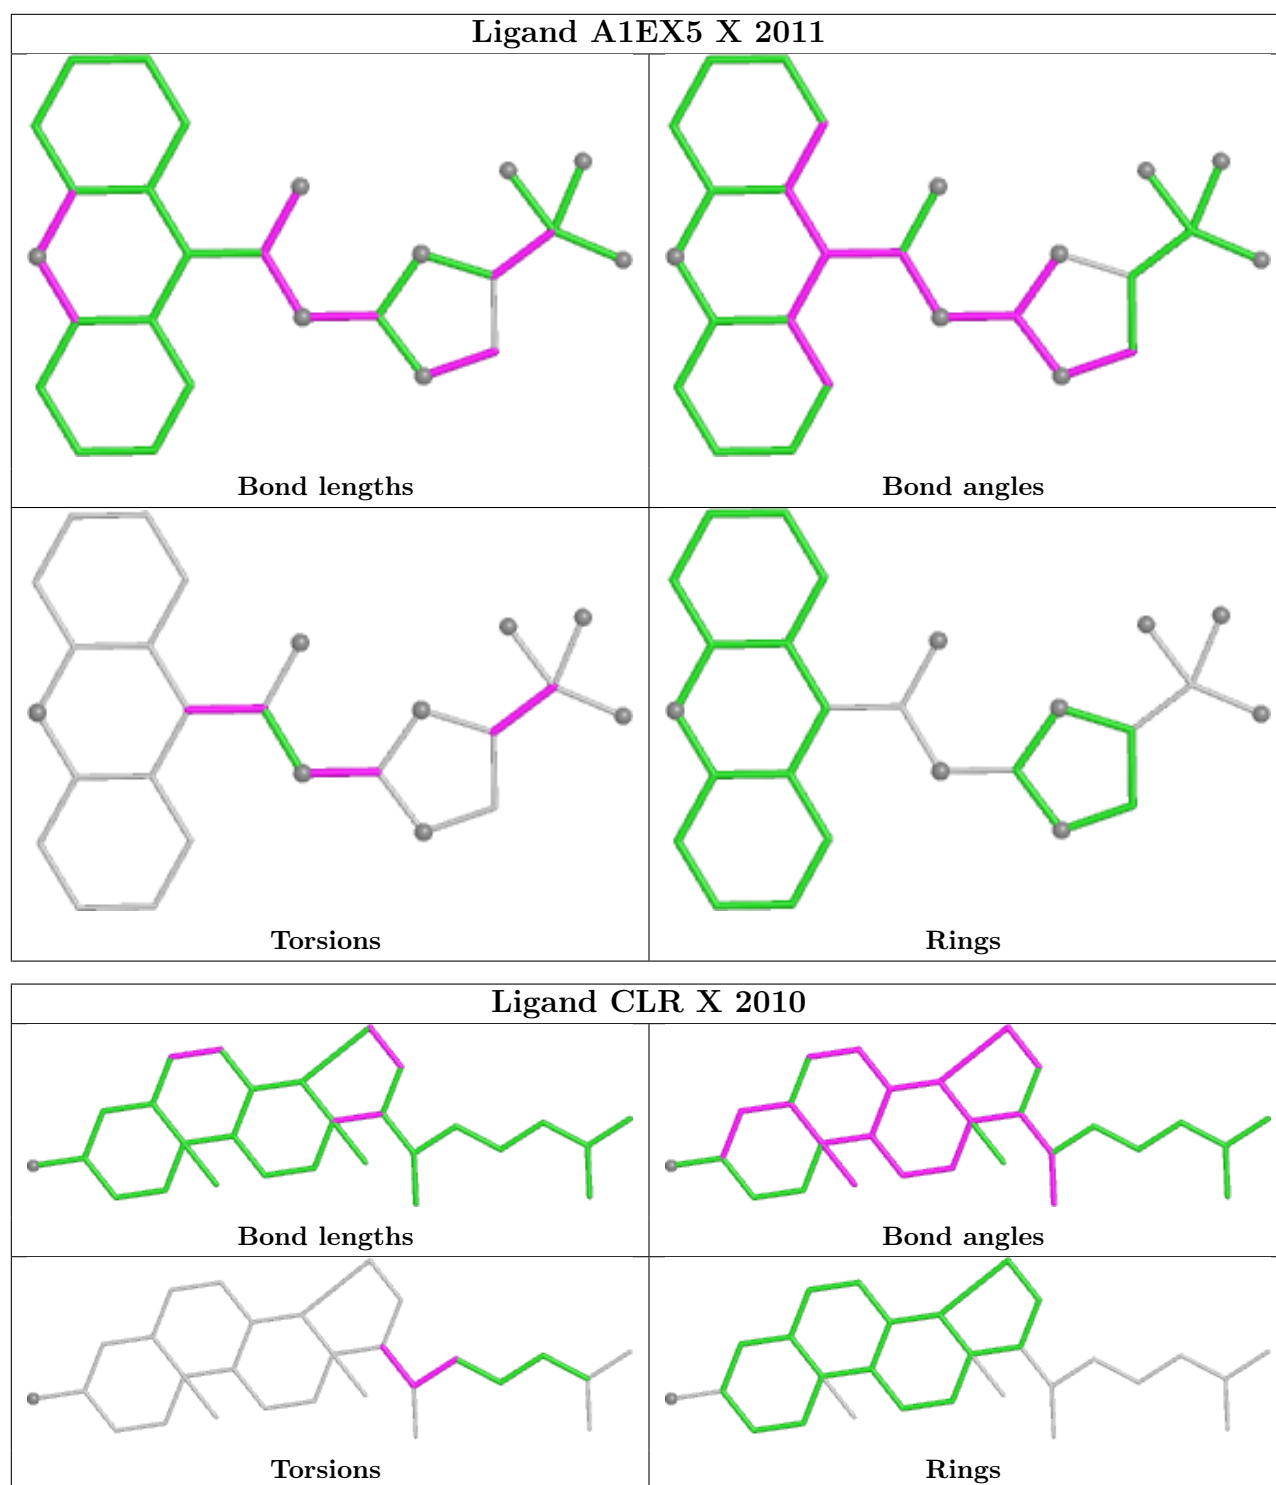 Ligand A1EX5 X 2011
Bond lengths
Bond angles
Torsions
Rings
Ligand CLR X 2010
Bond lengths
Bond angles
Torsions
Rings